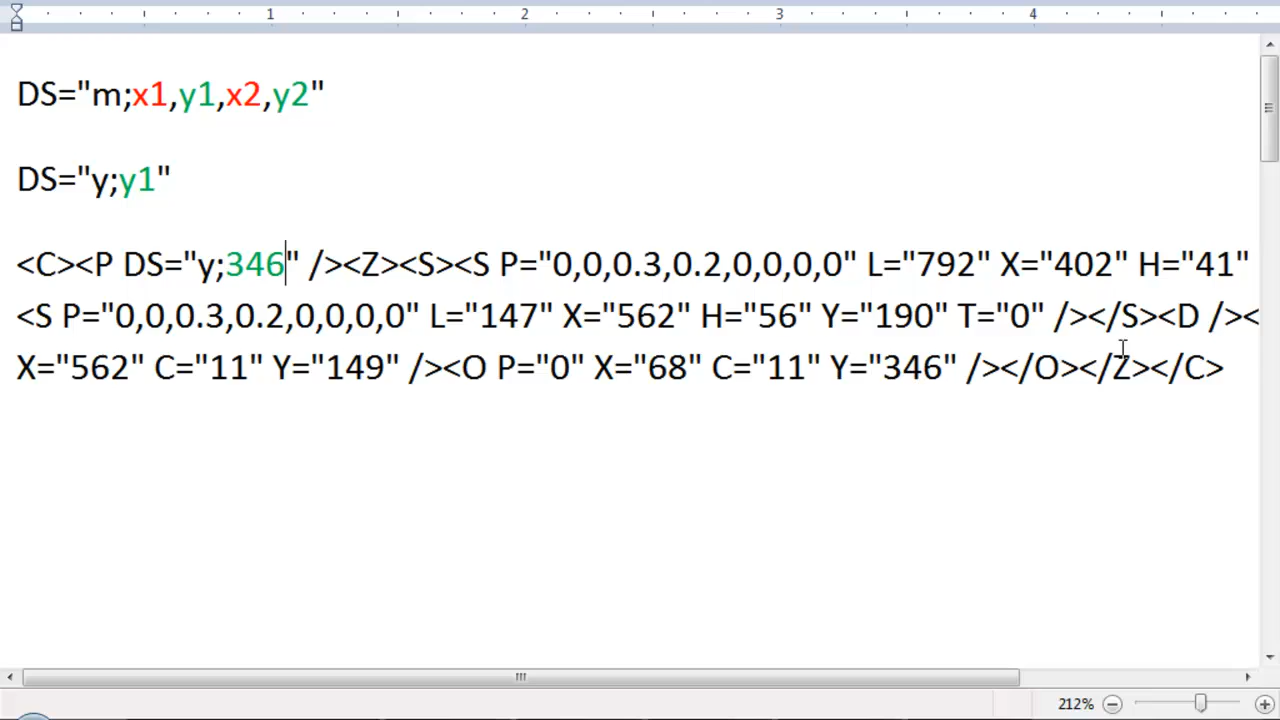 1 2 3 4
DS="m;x1,y1,x2,y2"
DS="y;y1"
<C><P DS="y;346" /><Z><S><S P="0,0,0.3,0.2,0,0,0,0" L="792" X="402" H="41"
<S P="0,0,0.3,0.2,0,0,0,0" L="147" X="562" H="56" Y="190" T="0" /></S><D /><
X="562" C="11" Y="149" /><O P="0" X="68" C="11" Y="346" /></O></Z></C>
212%